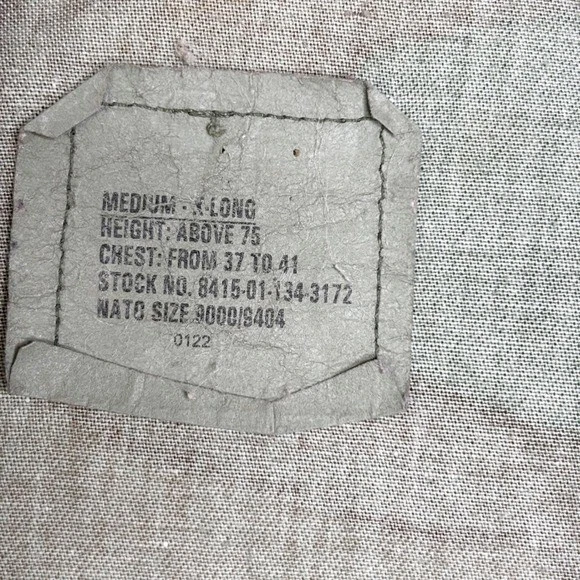 MEDIUM - X-LONG
HEIGHT: ABOVE 75
CHEST: FROM 37 TO 41
STOCK NO. 8415-01-134-3172
NATO SIZE 9000/9404
0122